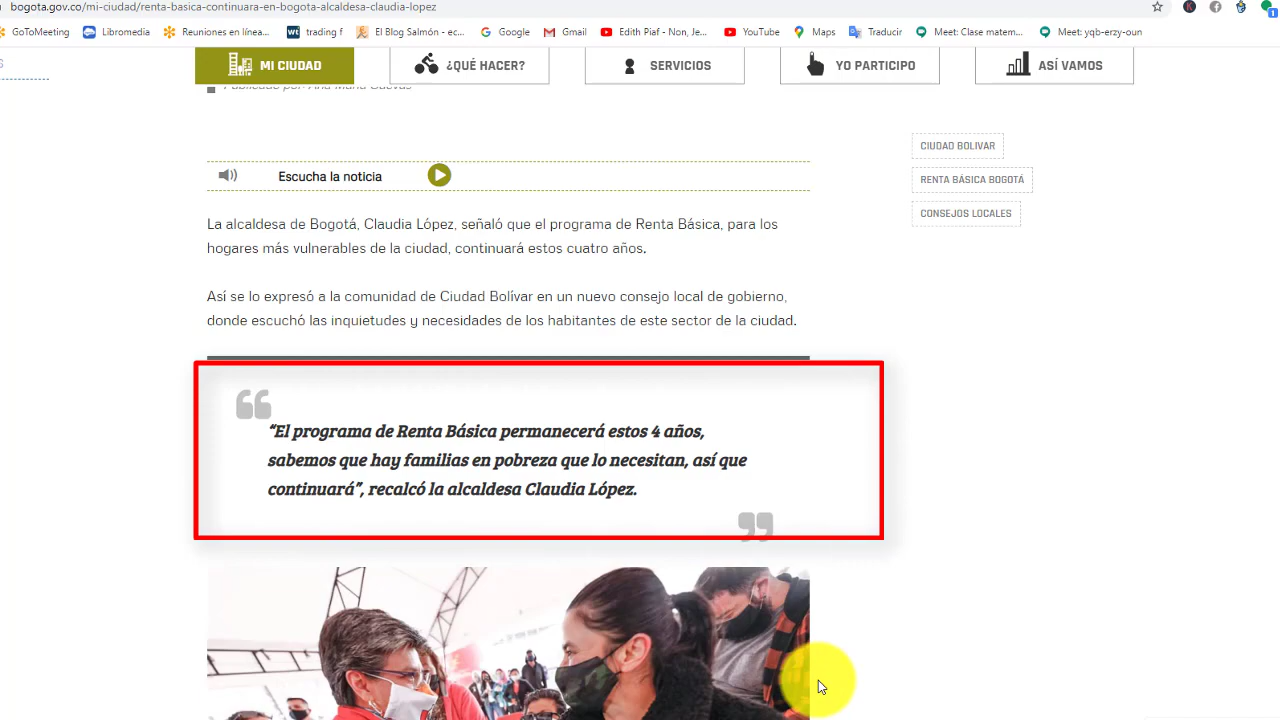 bogota.gov.co/mi-ciudad/renta-basica-continuara-en-bogota-alcaldesa-claudia-lopez
GoToMeeting Libromedia Reuniones en línea... trading f El Blog Salmón - ec... Google Gmail Edith Piaf - Non, Je... YouTube Maps Traducir Meet: Clase matem... Meet: yqb-erzy-oun
MI CIUDAD ¿QUÉ HACER? SERVICIOS YO PARTICIPO ASÍ VAMOS
Publicado por: Ana María Cuevas
Escucha la noticia
La alcaldesa de Bogotá, Claudia López, señaló que el programa de Renta Básica, para los
hogares más vulnerables de la ciudad, continuará estos cuatro años.
Así se lo expresó a la comunidad de Ciudad Bolívar en un nuevo consejo local de gobierno,
donde escuchó las inquietudes y necesidades de los habitantes de este sector de la ciudad.
“El programa de Renta Básica permanecerá estos 4 años,
sabemos que hay familias en pobreza que lo necesitan, así que
continuará”, recalcó la alcaldesa Claudia López.
CIUDAD BOLIVAR
RENTA BÁSICA BOGOTÁ
CONSEJOS LOCALES